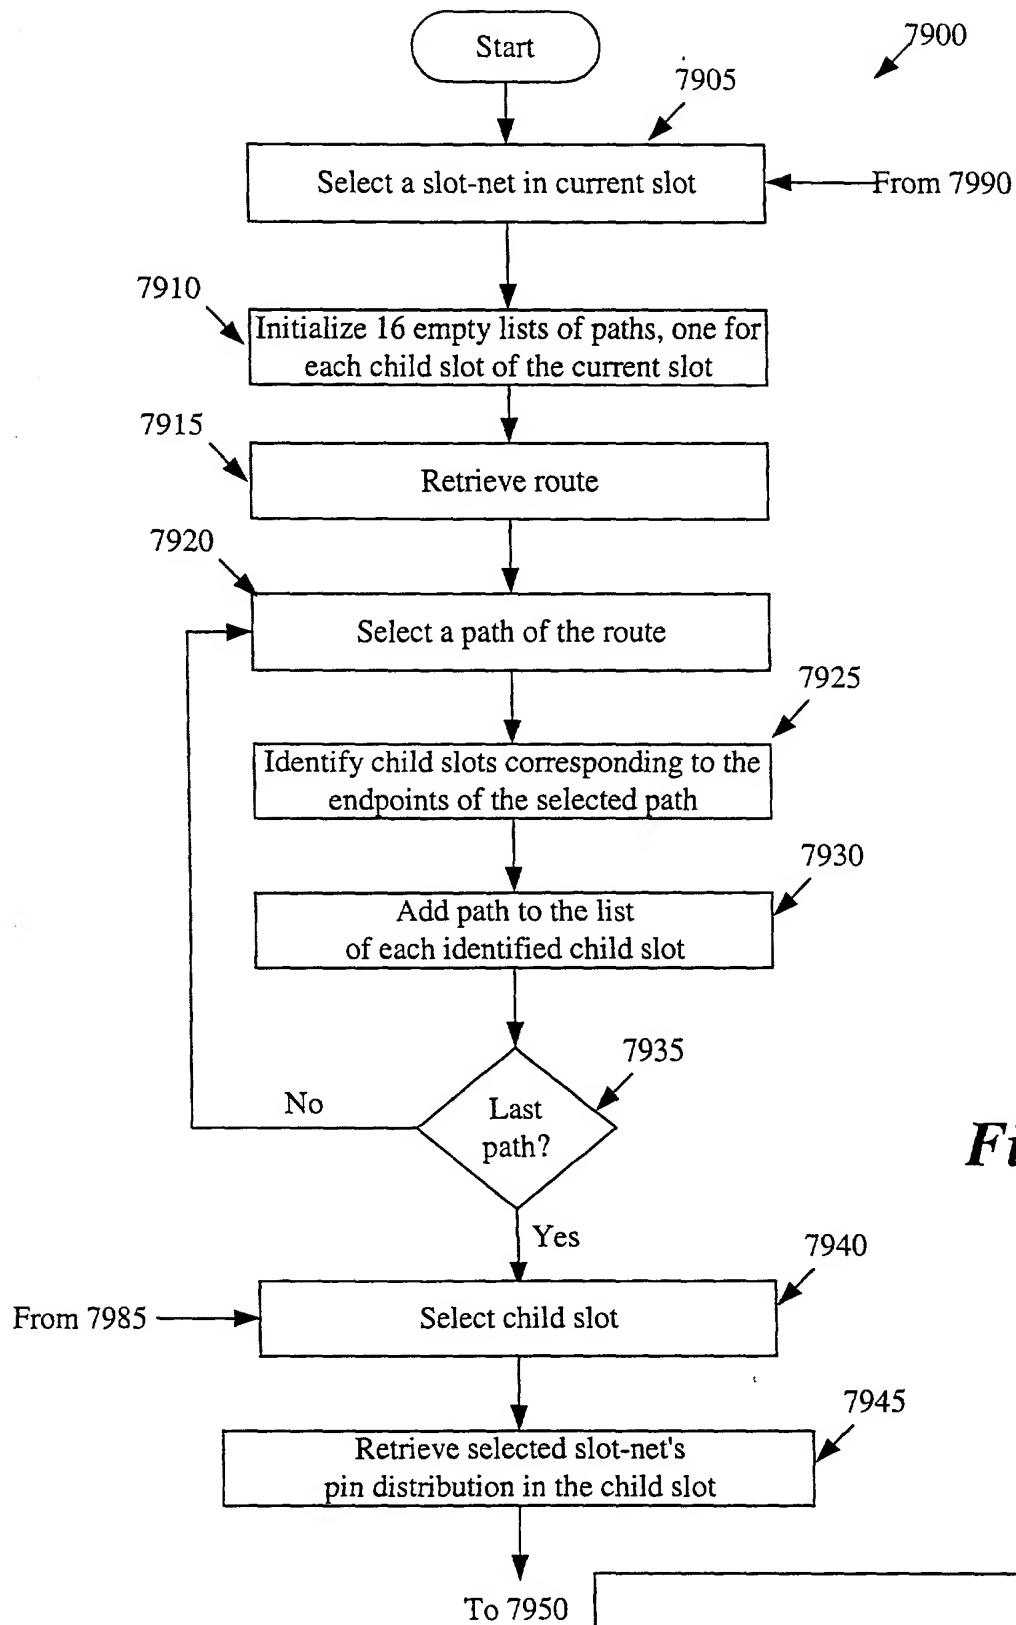 Start
7900
7905
Select a slot-net in current slot
From 7990
7910
Initialize 16 empty lists of paths, one for
each child slot of the current slot
7915
Retrieve route
7920
Select a path of the route
7925
Identify child slots corresponding to the
endpoints of the selected path
7930
Add path to the list
of each identified child slot
7935
Last
path?
No
Yes
7940
From 7985
Select child slot
7945
Retrieve selected slot-net's
pin distribution in the child slot
To 7950